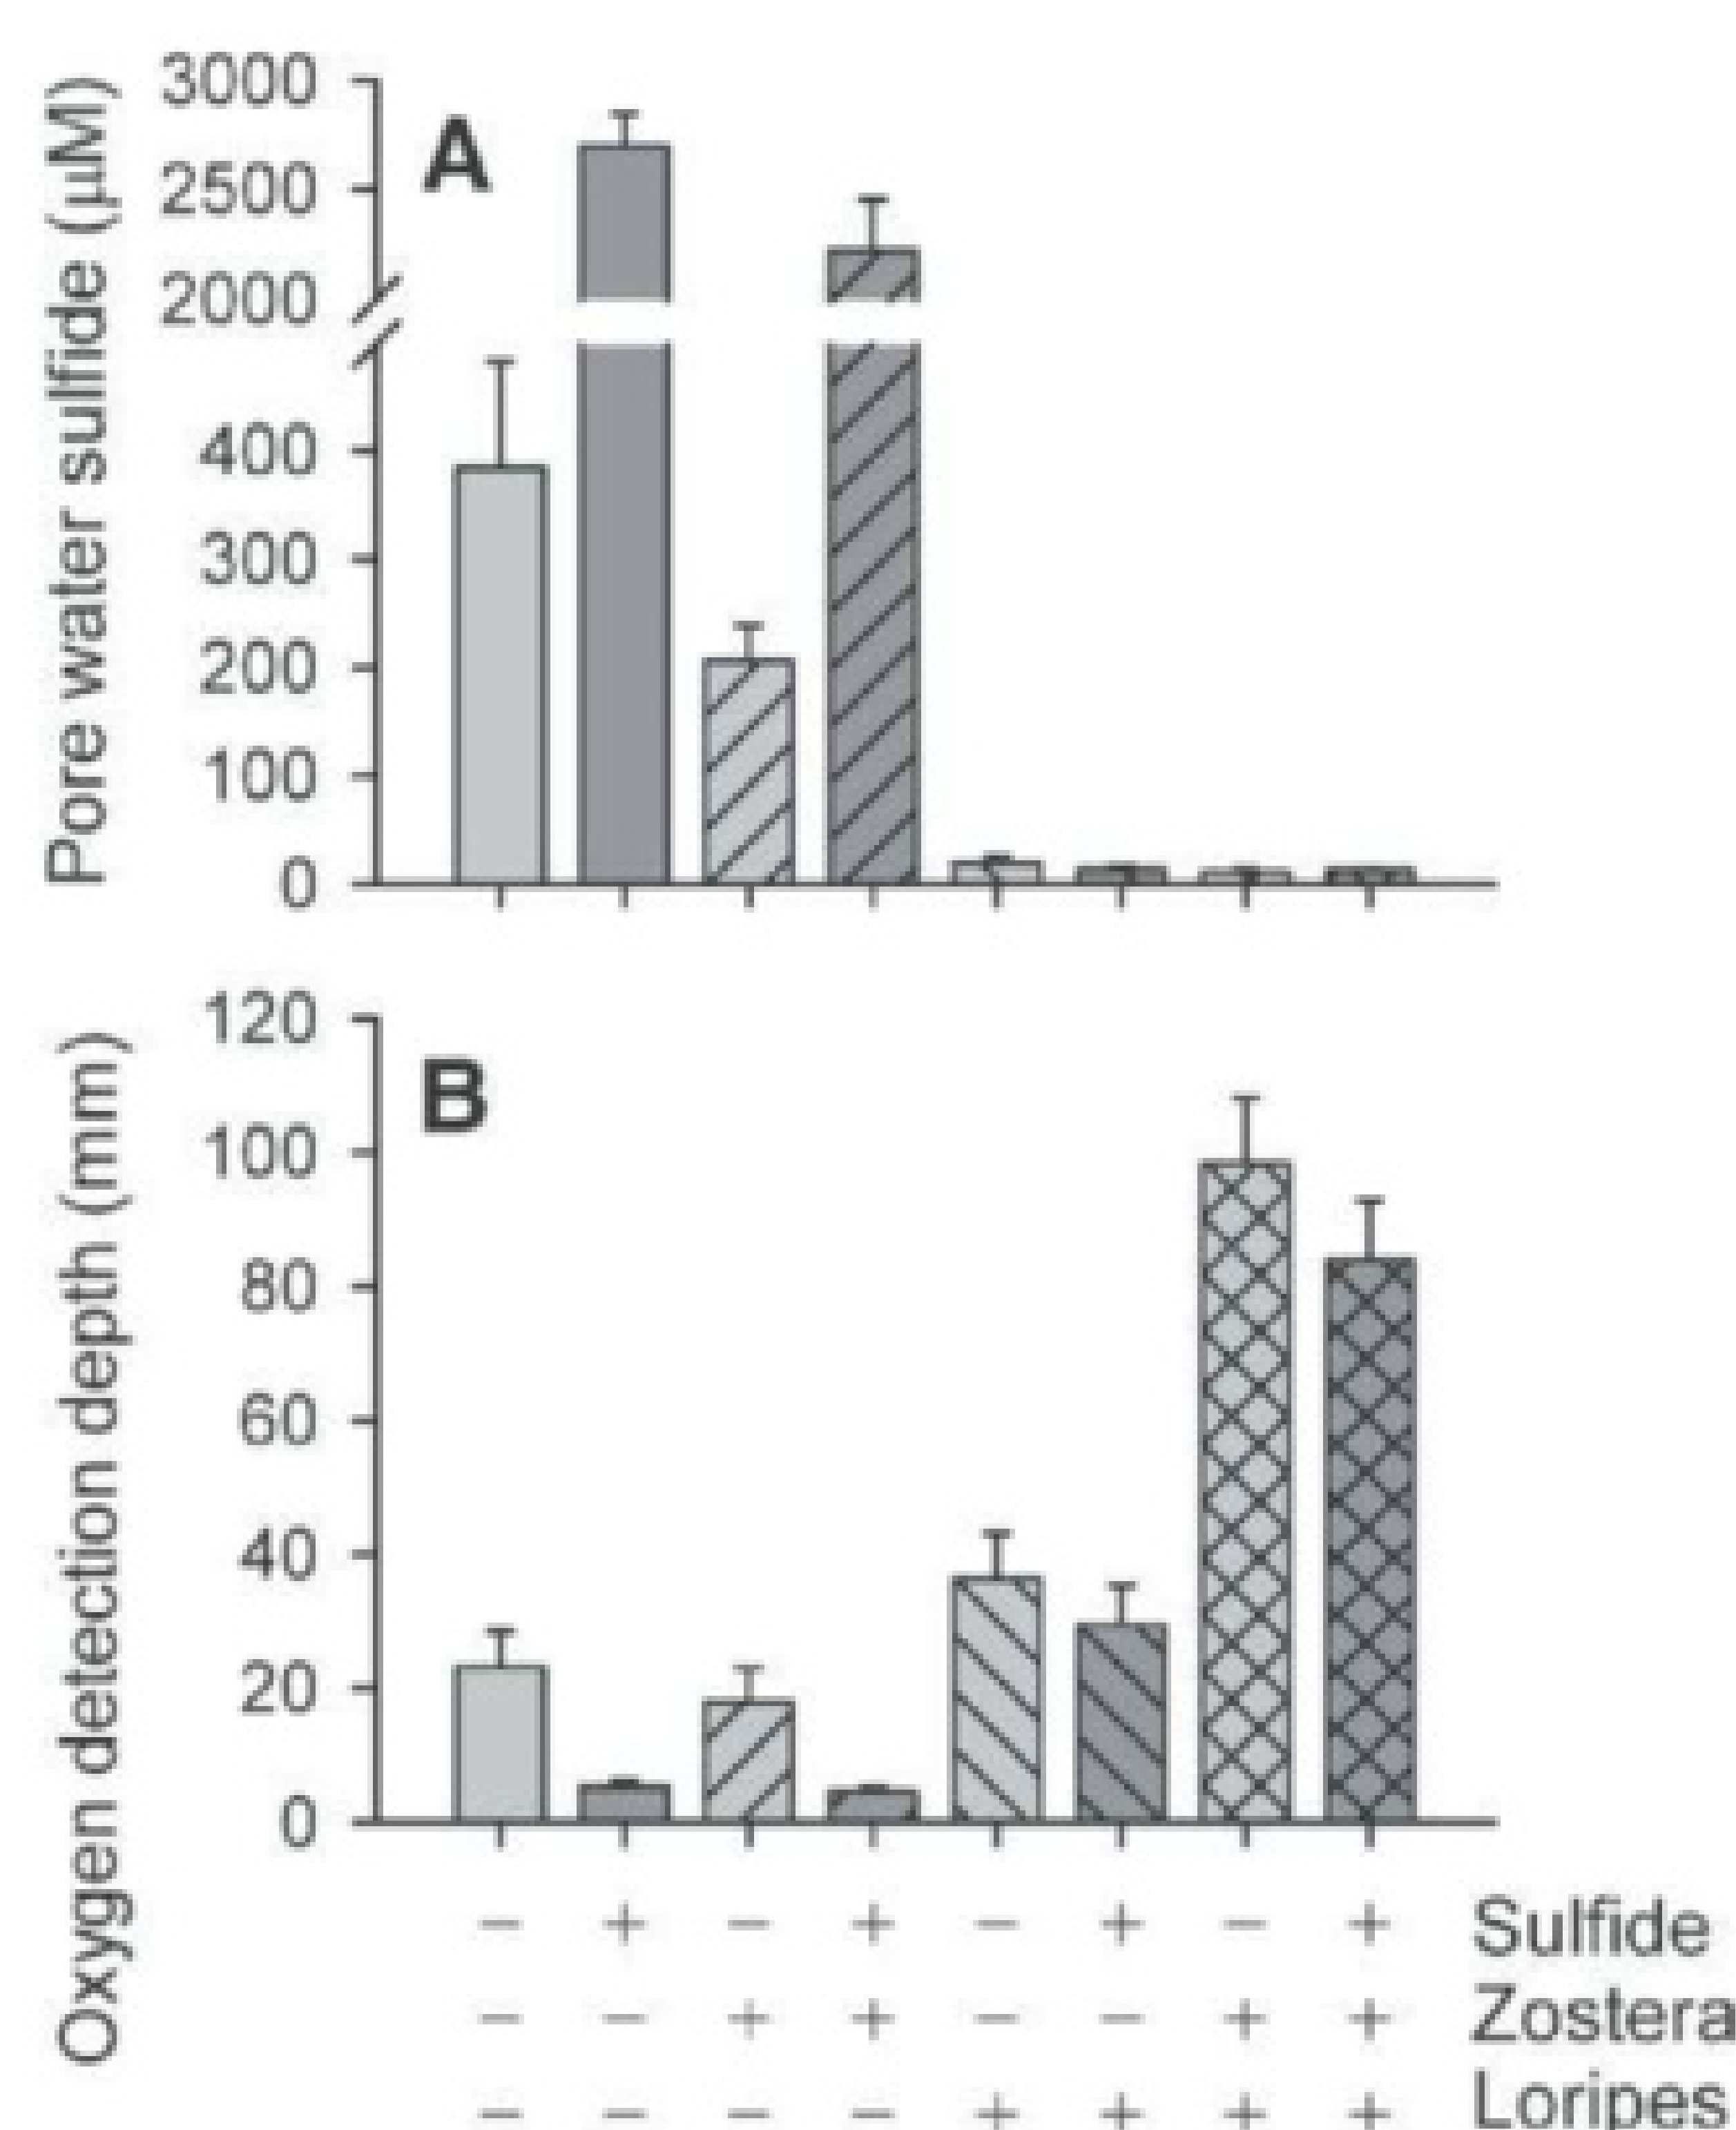 Pore water sulfide (µM)
3000
2500
2000
400
300
200
100
0
A
Oxygen detection depth (mm)
120
100
80
60
40
20
0
B
− + − + − + − + Sulfide
− − + + − − + + Zostera
− − − − + + + + Loripes